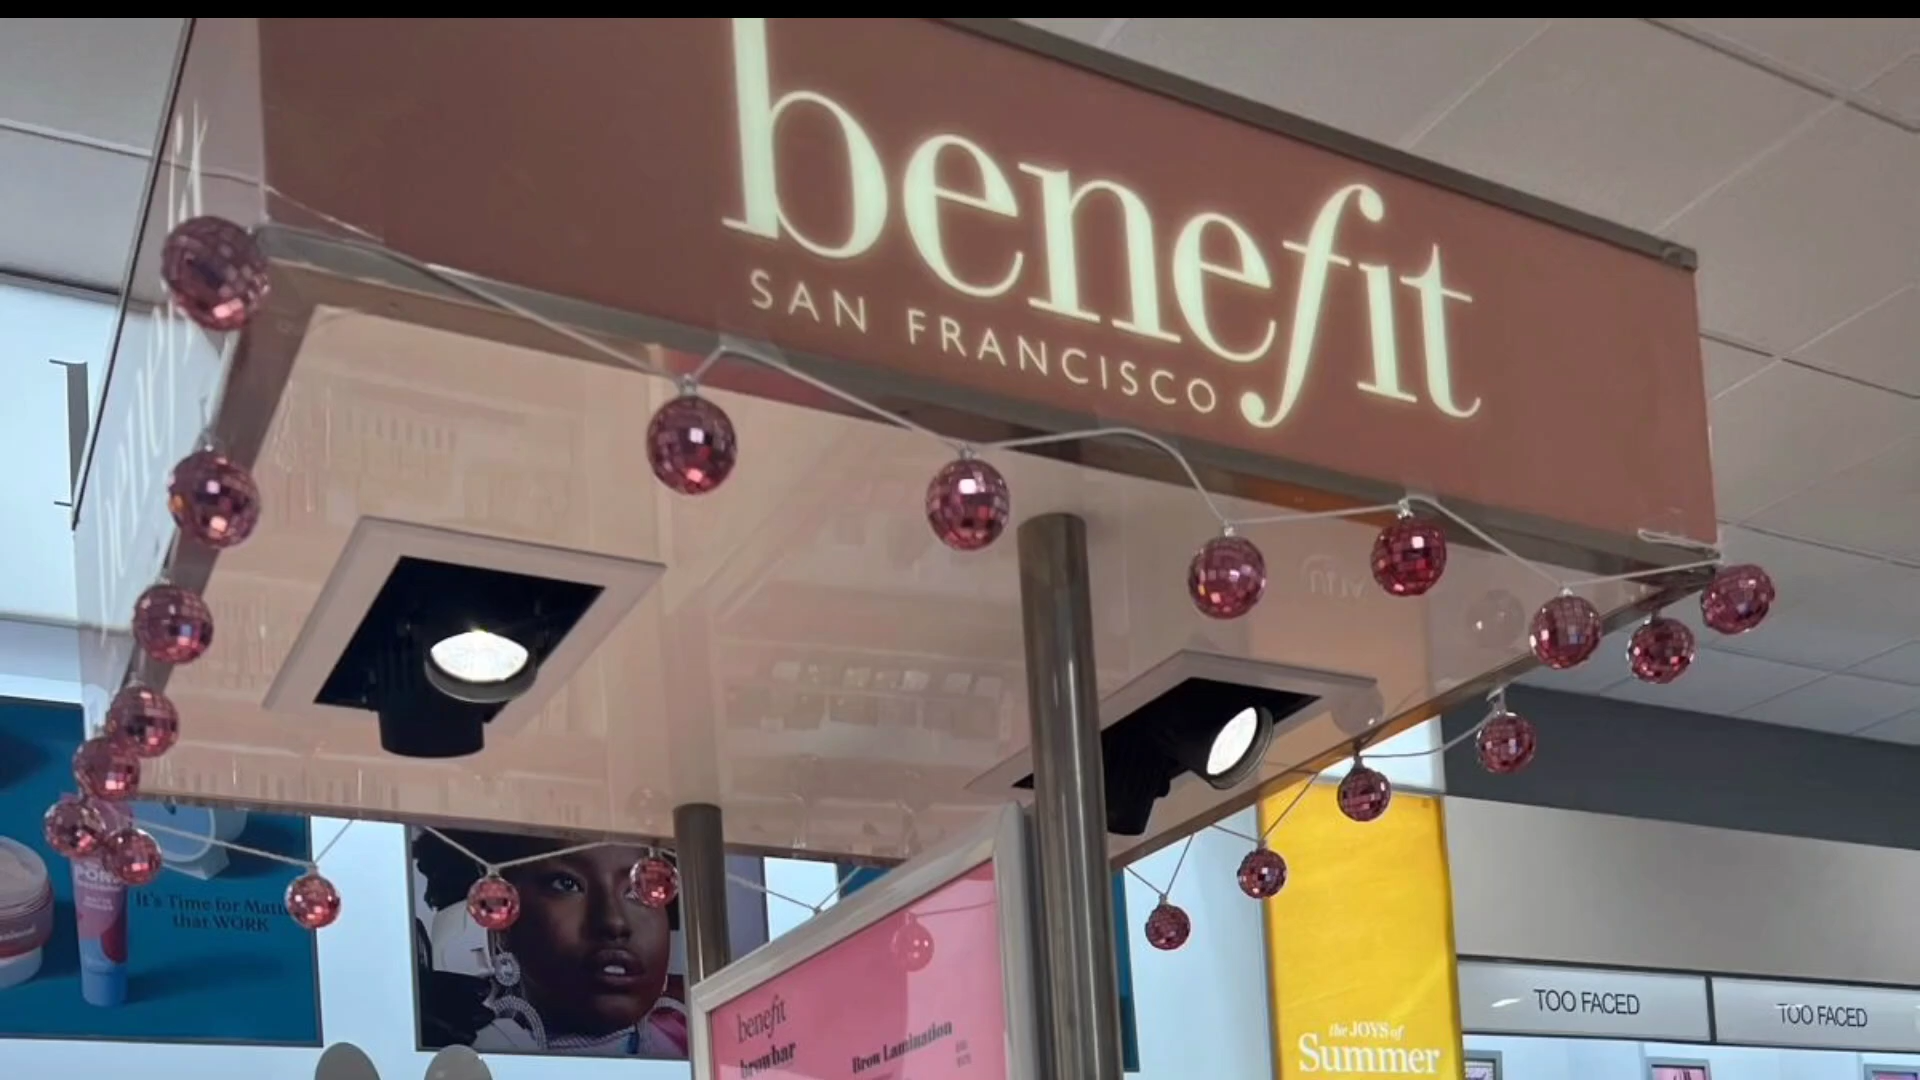 benefit
SAN FRANCISCO
benefit
It's Time for Matte
that WORK
benefit
browbar
Brow Lamination
the JOYS of
Summer
TOO FACED
TOO FACED